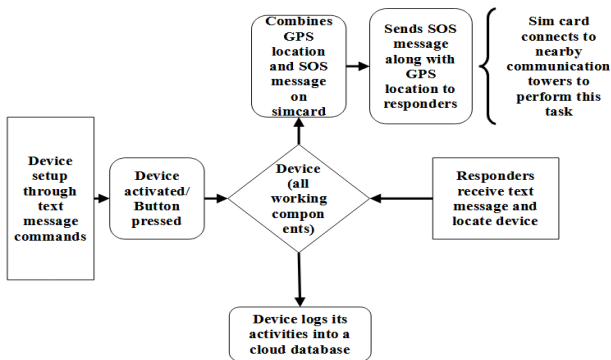 Combines
GPS
location
and SOS
message
on
simcard
Sends SOS
message
along with
GPS
location to
responders
Sim card
connects to
nearby
communication
towers to
perform this
task
Device
setup
through
text
message
commands
Device
activated/
Button
pressed
Device
(all
working
compon
ents)
Responders
receive text
message and
locate device
Device logs its
activities into a
cloud database